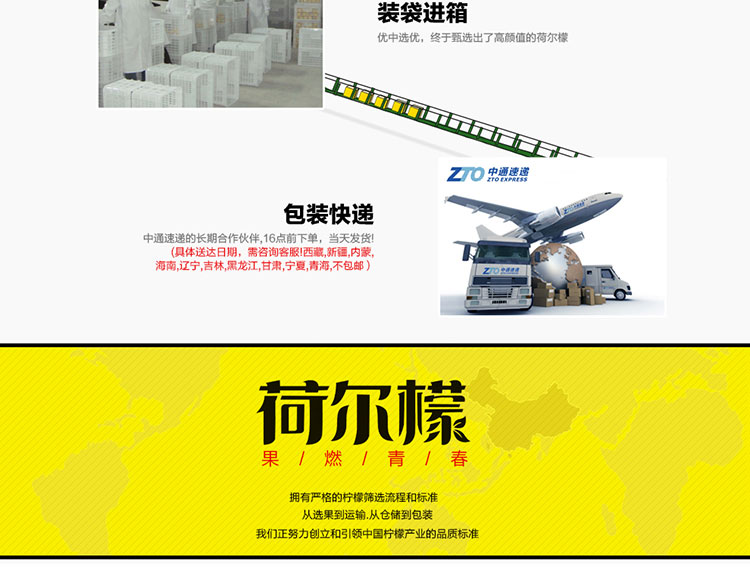 装袋进箱
优中选优，终于甄选出了高颜值的荷尔檬
ZTO 中通速递
ZTO EXPRESS
包装快递
中通速递的长期合作伙伴,16点前下单，当天发货!
(具体送达日期，需咨询客服!西藏,新疆,内蒙,
海南,辽宁,吉林,黑龙江,甘肃,宁夏,青海,不包邮 )
ZTO 中通速递
荷尔檬
果 / 燃 / 青 / 春
拥有严格的柠檬筛选流程和标准
从选果到运输.从仓储到包装
我们正努力创立和引领中国柠檬产业的品质标准